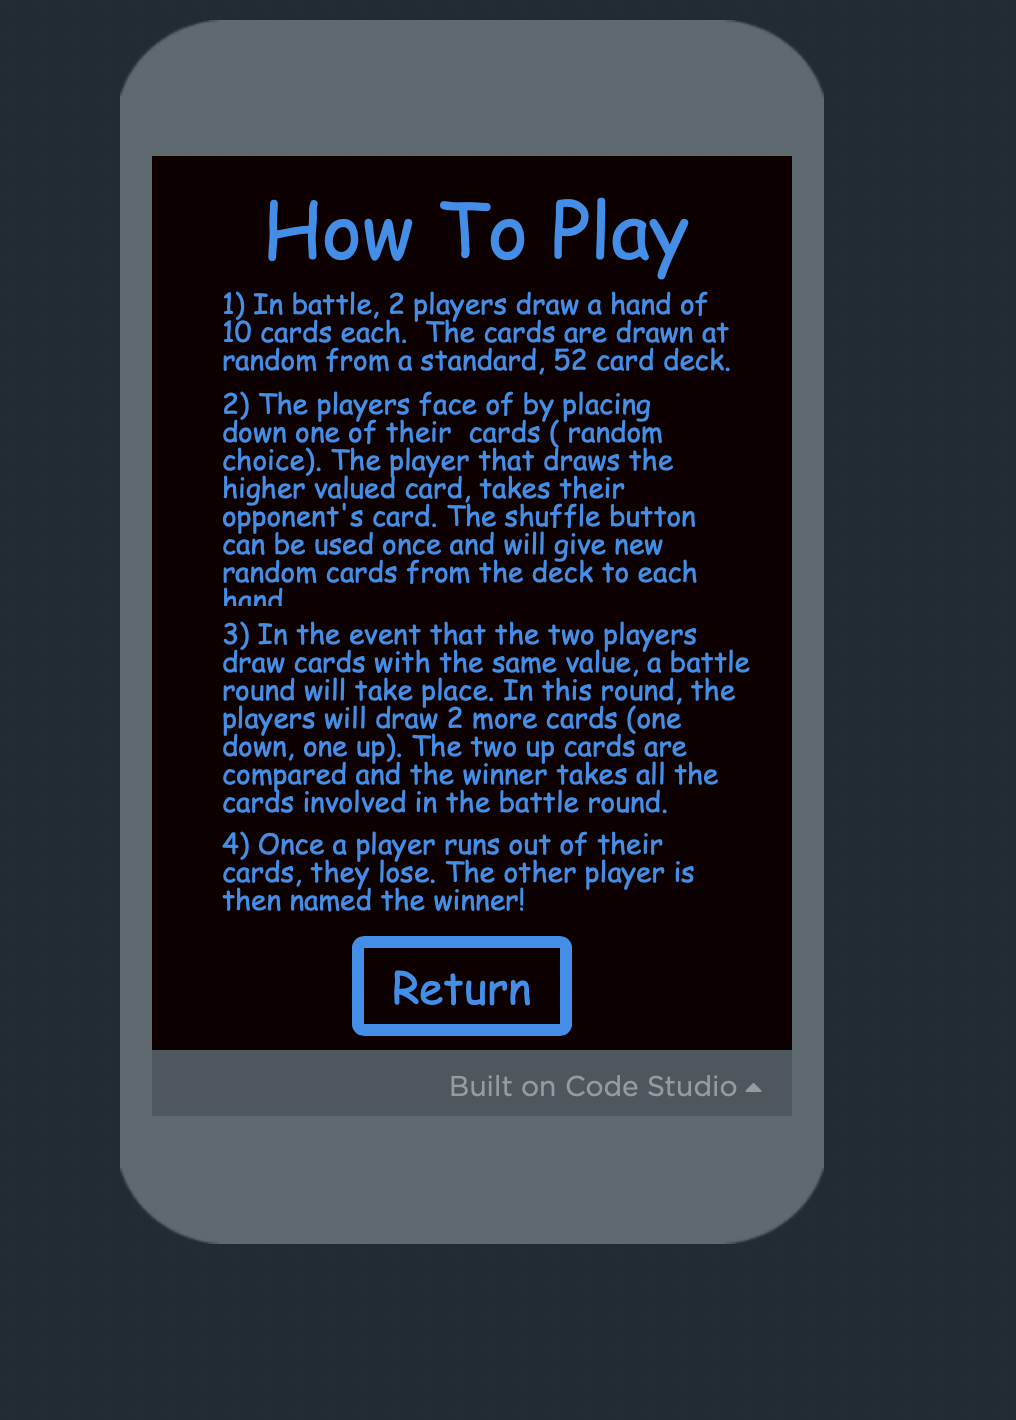 How To Play
1) In battle, 2 players draw a hand of
10 cards each.  The cards are drawn at
random from a standard, 52 card deck.
2) The players face of by placing
down one of their  cards ( random
choice). The player that draws the
higher valued card, takes their
opponent's card. The shuffle button
can be used once and will give new
random cards from the deck to each
hand
3) In the event that the two players
draw cards with the same value, a battle
round will take place. In this round, the
players will draw 2 more cards (one
down, one up). The two up cards are
compared and the winner takes all the
cards involved in the battle round.
4) Once a player runs out of their
cards, they lose. The other player is
then named the winner!
Return
Built on Code Studio